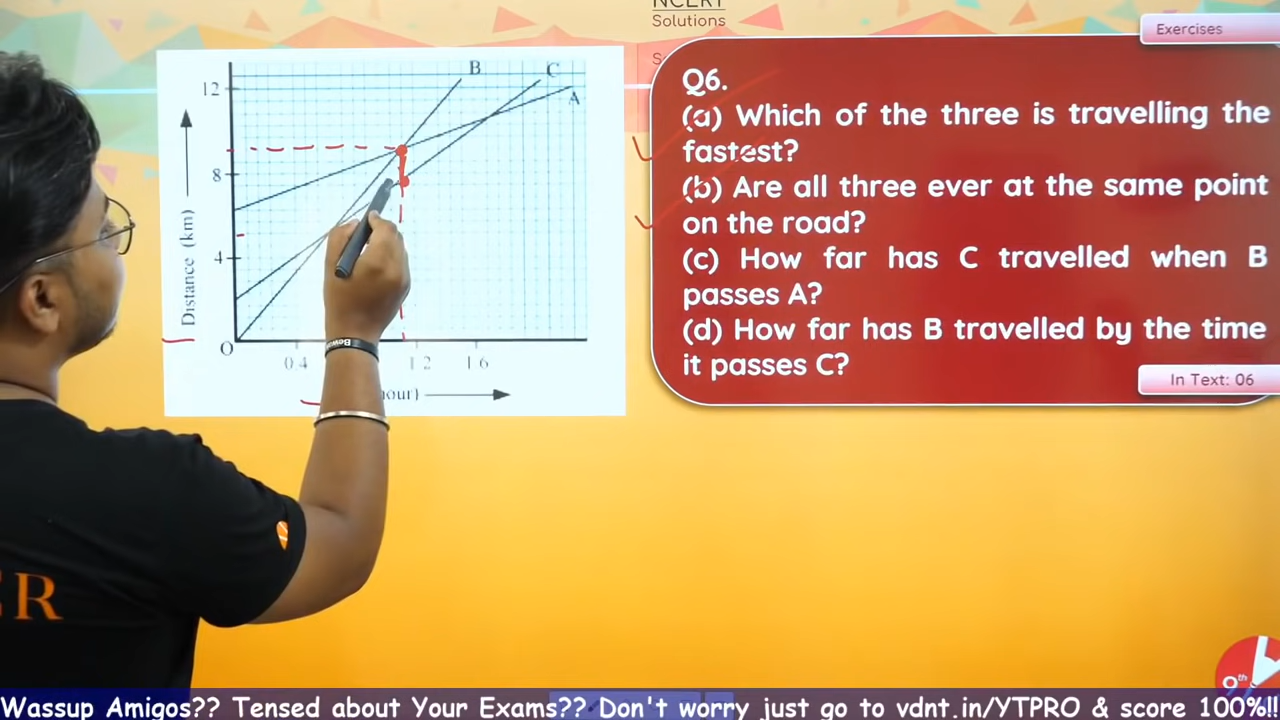 NCERT
Solutions
Exercises
Q6.
(a) Which of the three is travelling the
fastest?
(b) Are all three ever at the same point
on the road?
(c) How far has C travelled when B
passes A?
(d) How far has B travelled by the time
it passes C?
In Text: 06
B
C
A
12
8
4
O
Distance (km)
0 4
1 2
1 6
hour)
ER
9th
Wassup Amigos?? Tensed about Your Exams?? Don't worry just go to vdnt.in/YTPRO & score 100%!!